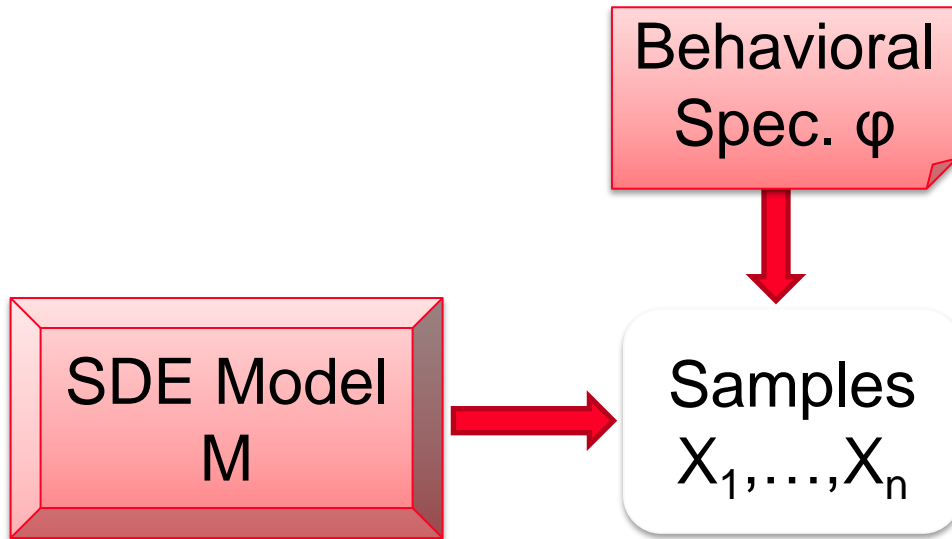 Behavioral
Spec. φ
SDE Model
M
Samples
X₁,…,Xₙ